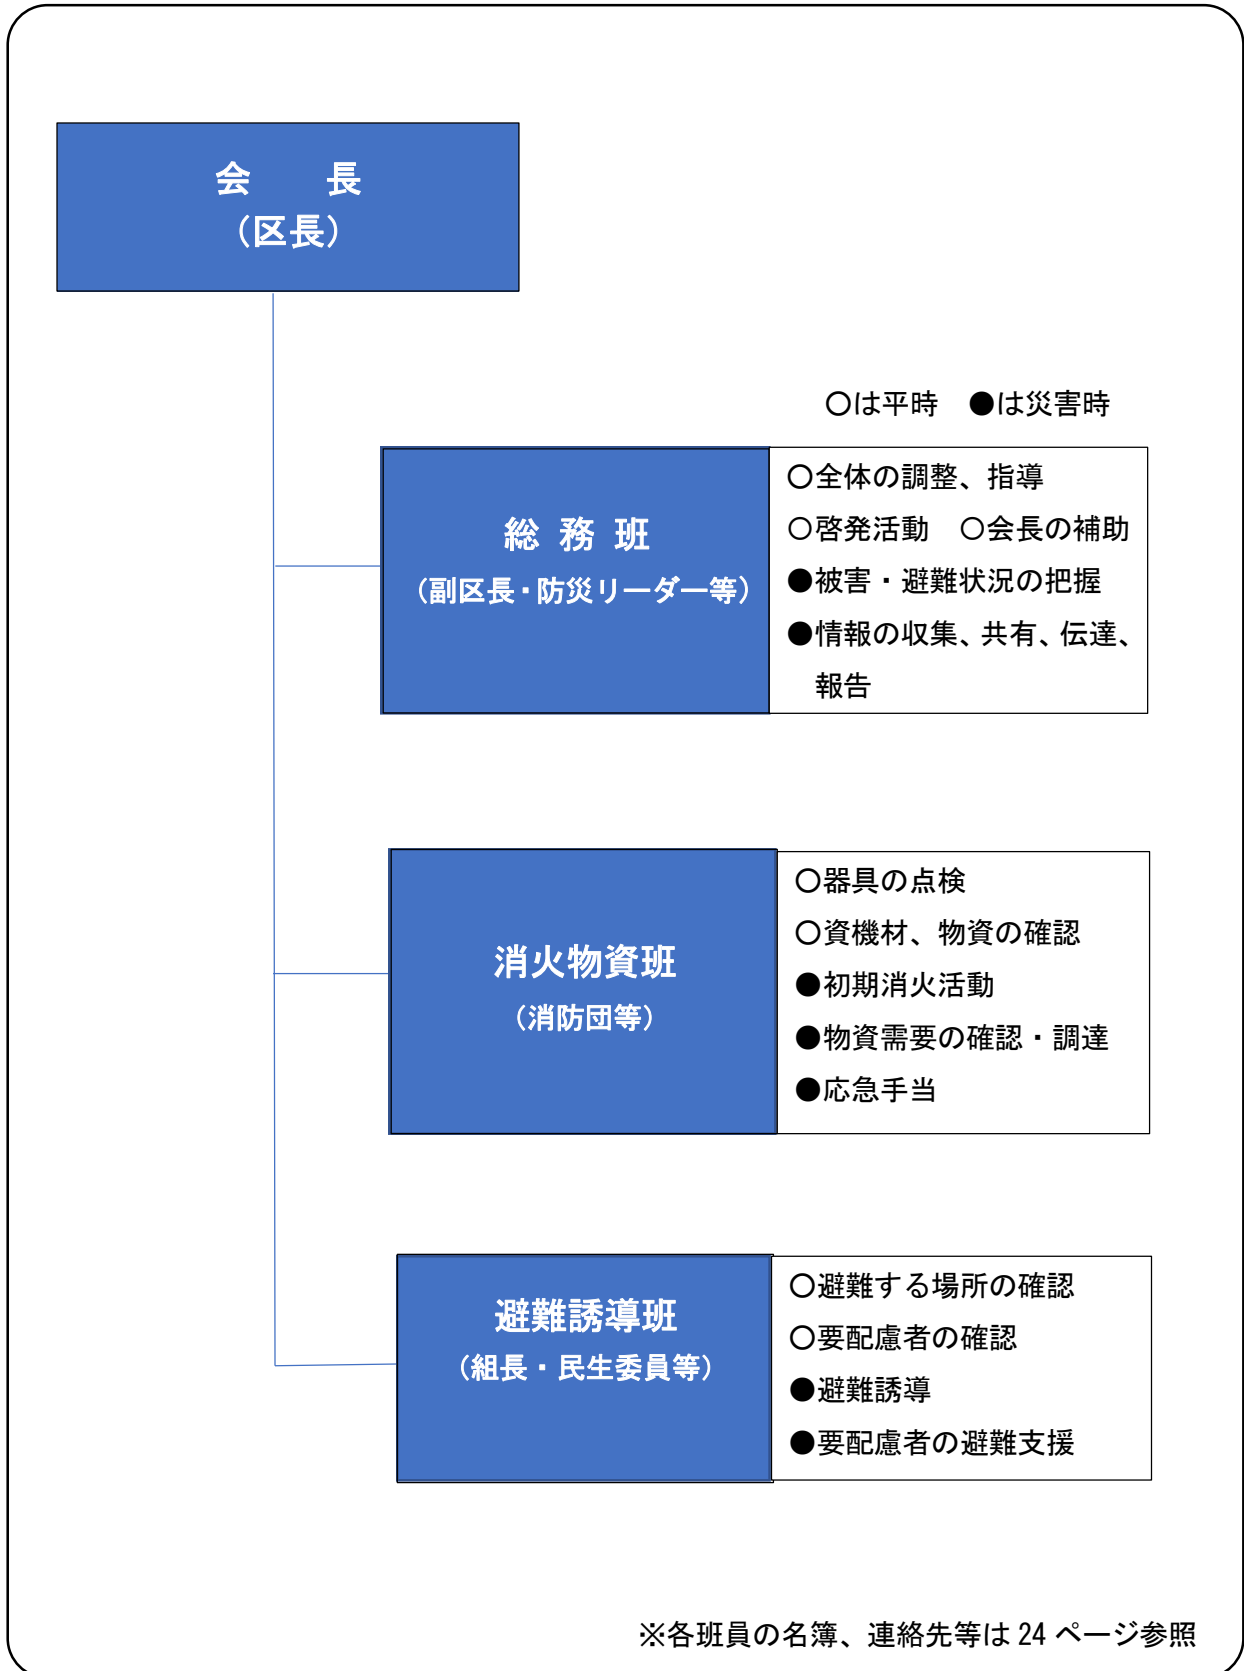 会　　長
（区長）
○は平時　●は災害時
総 務 班
（副区長・防災リーダー等）
○全体の調整、指導
○啓発活動　○会長の補助
●被害・避難状況の把握
●情報の収集、共有、伝達、
報告
消火物資班
（消防団等）
○器具の点検
○資機材、物資の確認
●初期消火活動
●物資需要の確認・調達
●応急手当
避難誘導班
（組長・民生委員等）
○避難する場所の確認
○要配慮者の確認
●避難誘導
●要配慮者の避難支援
※各班員の名簿、連絡先等は 24 ページ参照